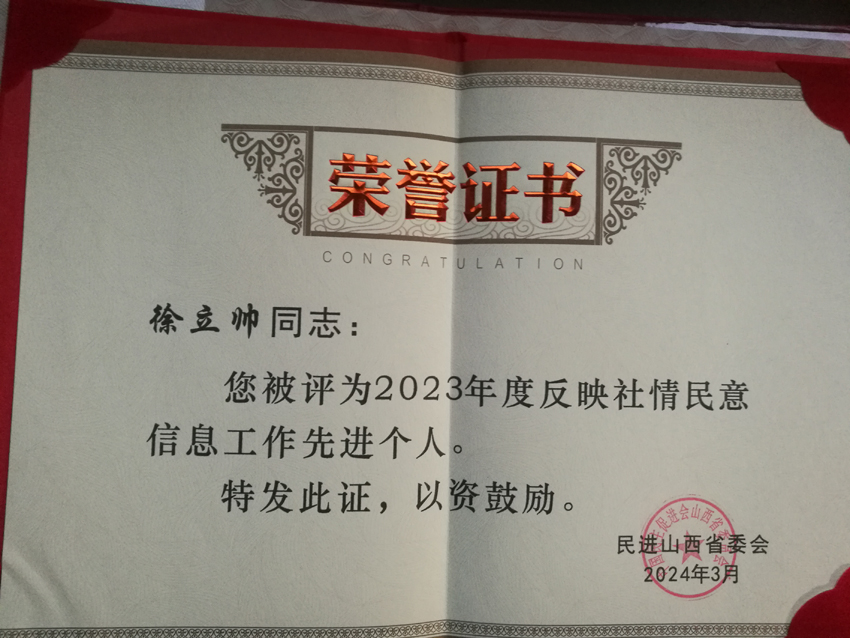 荣誉证书
CONGRATULATION
徐立帅同志：
您被评为2023年度反映社情民意
信息工作先进个人。
特发此证，以资鼓励。
民进山西省委会
2024年3月